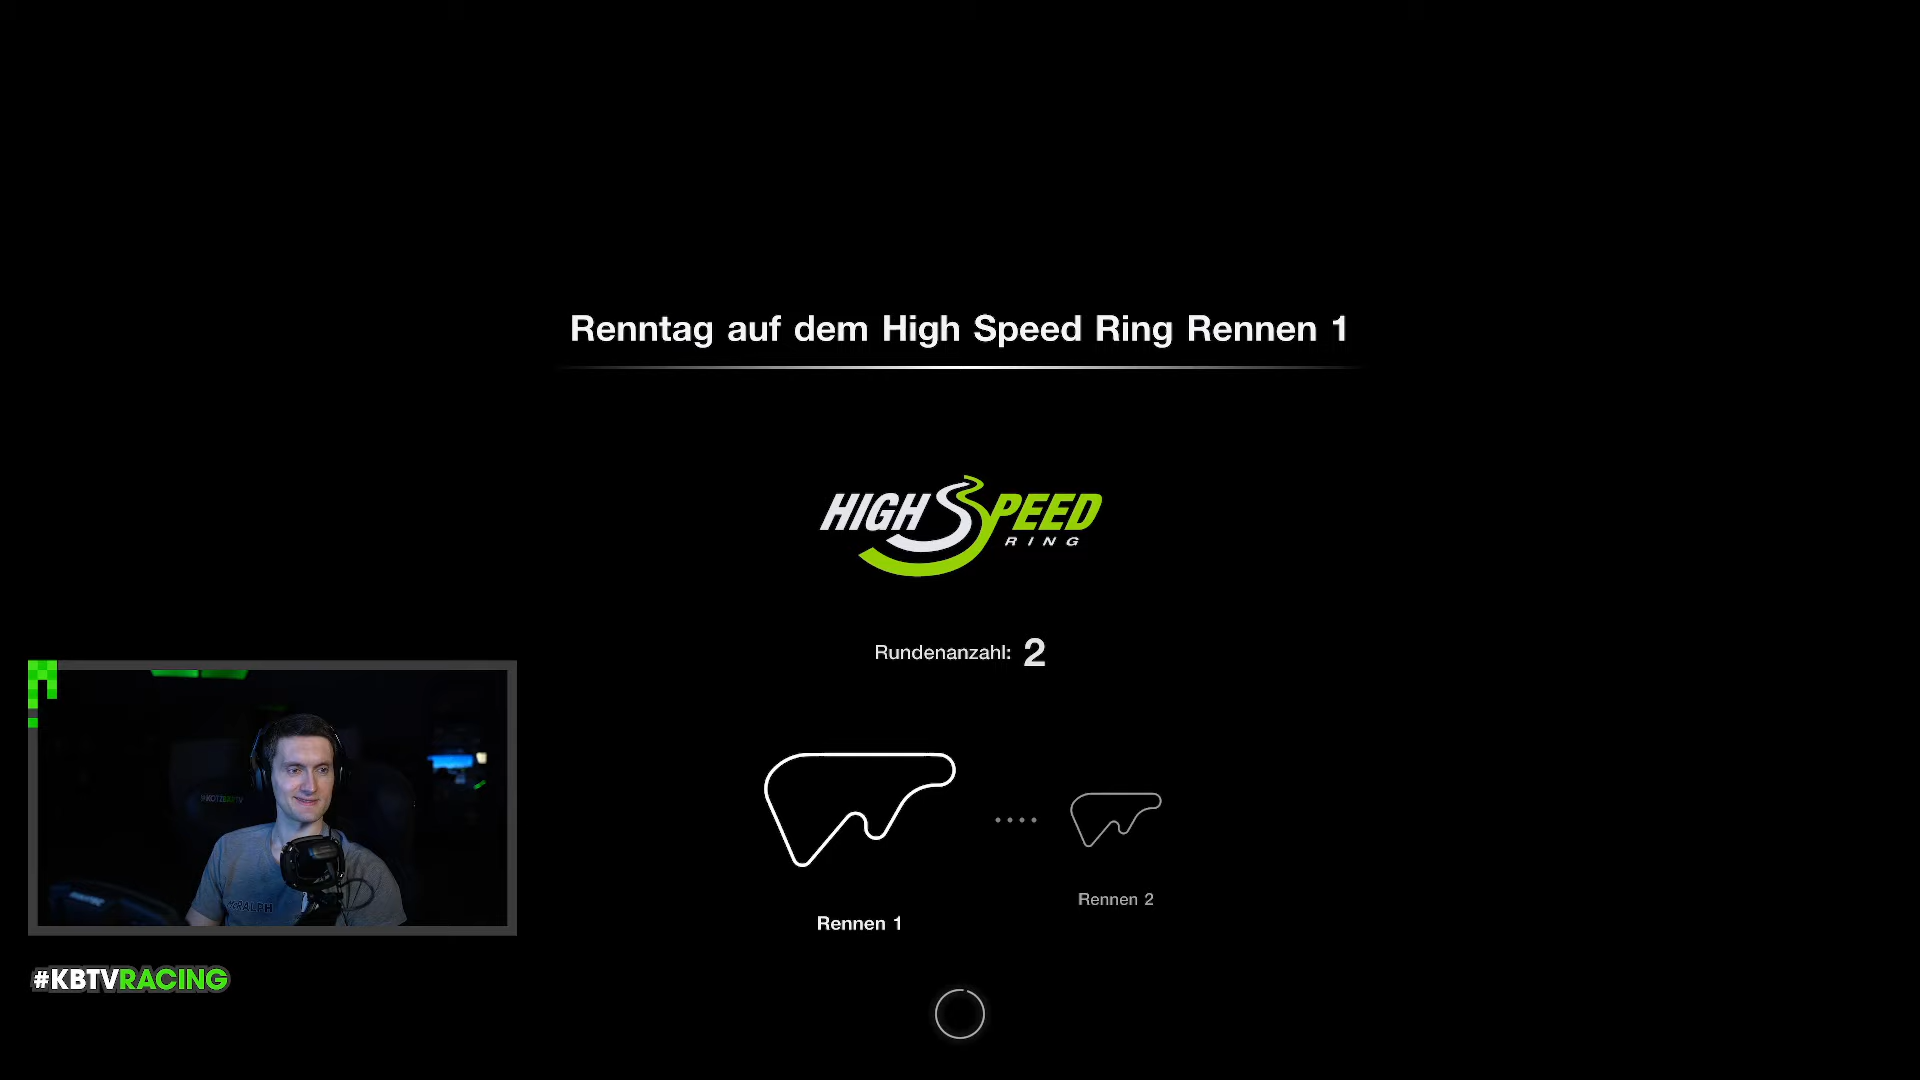 Renntag auf dem High Speed Ring Rennen 1
HIGH SPEED
RING
Rundenanzahl: 2
Rennen 1
Rennen 2
#KBTVRACING